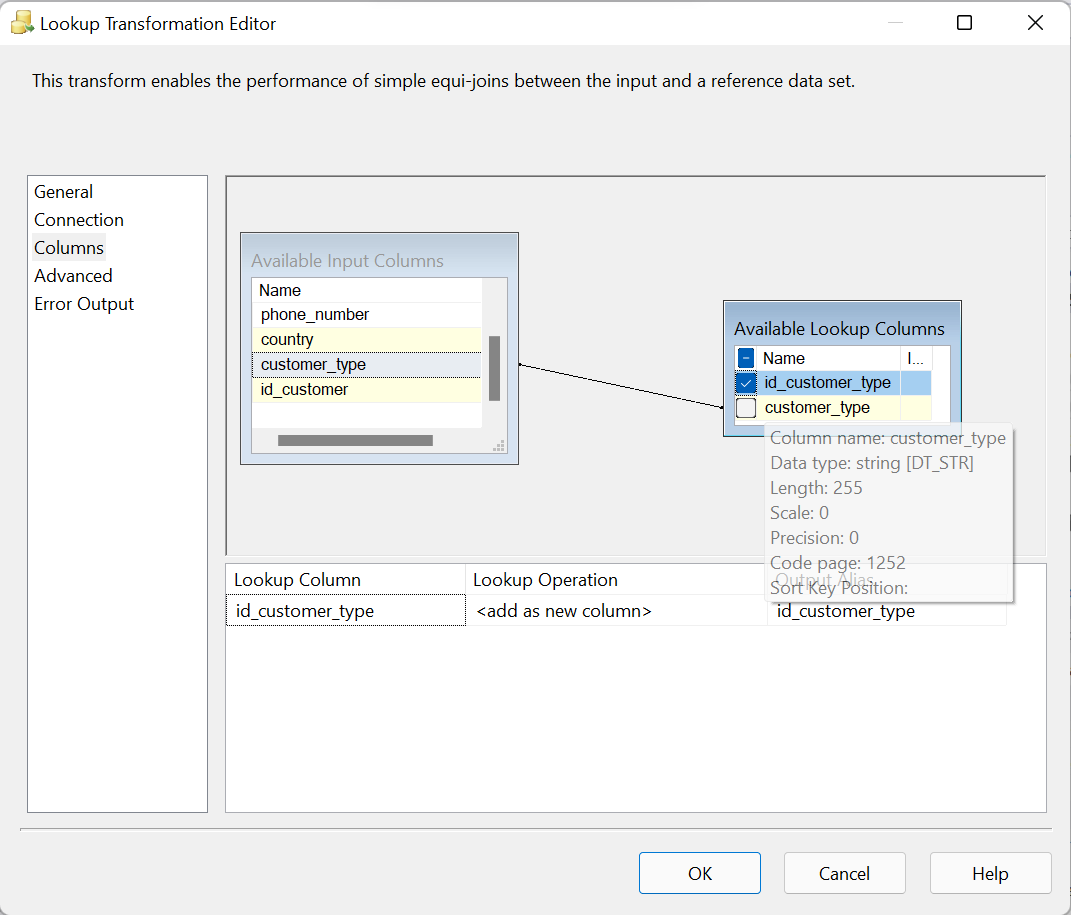 Lookup Transformation Editor
This transform enables the performance of simple equi-joins between the input and a reference data set.
General
Connection
Columns
Advanced
Error Output
Available Input Columns
Name
phone_number
country
customer_type
id_customer
Available Lookup Columns
Name I...
id_customer_type
customer_type
Column name: customer_type
Data type: string [DT_STR]
Length: 255
Scale: 0
Precision: 0
Code page: 1252
Sort Key Position:
Lookup Column Lookup Operation Output Alias
id_customer_type <add as new column> id_customer_type
OK Cancel Help